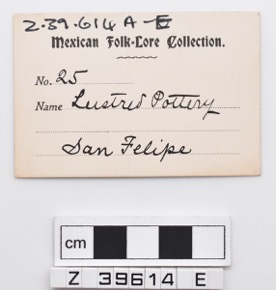 Z.39.614 A-E
Mexican Folk-Lore Collection.
No. 25
Name Lustred Pottery
San Felipe
cm
Z 39614 E